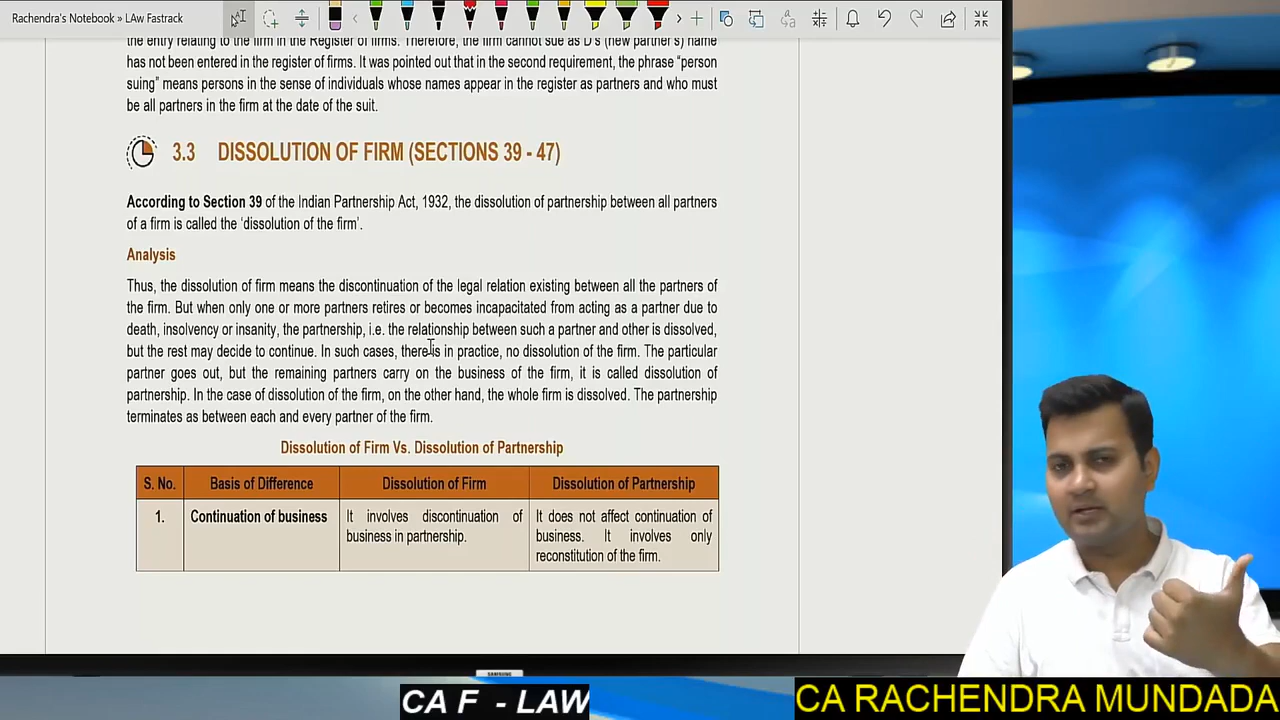 Rachendra's Notebook » LAw Fastrack
the entry relating to the firm in the Register of firms. Therefore, the firm cannot sue as D's (new partner's) name
has not been entered in the register of firms. It was pointed out that in the second requirement, the phrase “person
suing” means persons in the sense of individuals whose names appear in the register as partners and who must
be all partners in the firm at the date of the suit.
3.3 DISSOLUTION OF FIRM (SECTIONS 39 - 47)
According to Section 39 of the Indian Partnership Act, 1932, the dissolution of partnership between all partners
of a firm is called the ‘dissolution of the firm’.
Analysis
Thus, the dissolution of firm means the discontinuation of the legal relation existing between all the partners of
the firm. But when only one or more partners retires or becomes incapacitated from acting as a partner due to
death, insolvency or insanity, the partnership, i.e. the relationship between such a partner and other is dissolved,
but the rest may decide to continue. In such cases, there is in practice, no dissolution of the firm. The particular
partner goes out, but the remaining partners carry on the business of the firm, it is called dissolution of
partnership. In the case of dissolution of the firm, on the other hand, the whole firm is dissolved. The partnership
terminates as between each and every partner of the firm.
Dissolution of Firm Vs. Dissolution of Partnership
S. No. Basis of Difference Dissolution of Firm Dissolution of Partnership
1. Continuation of business It involves discontinuation of It does not affect continuation of
business in partnership. business. It involves only
reconstitution of the firm.
SAMSUNG
CA F - LAW
CA RACHENDRA MUNDADA